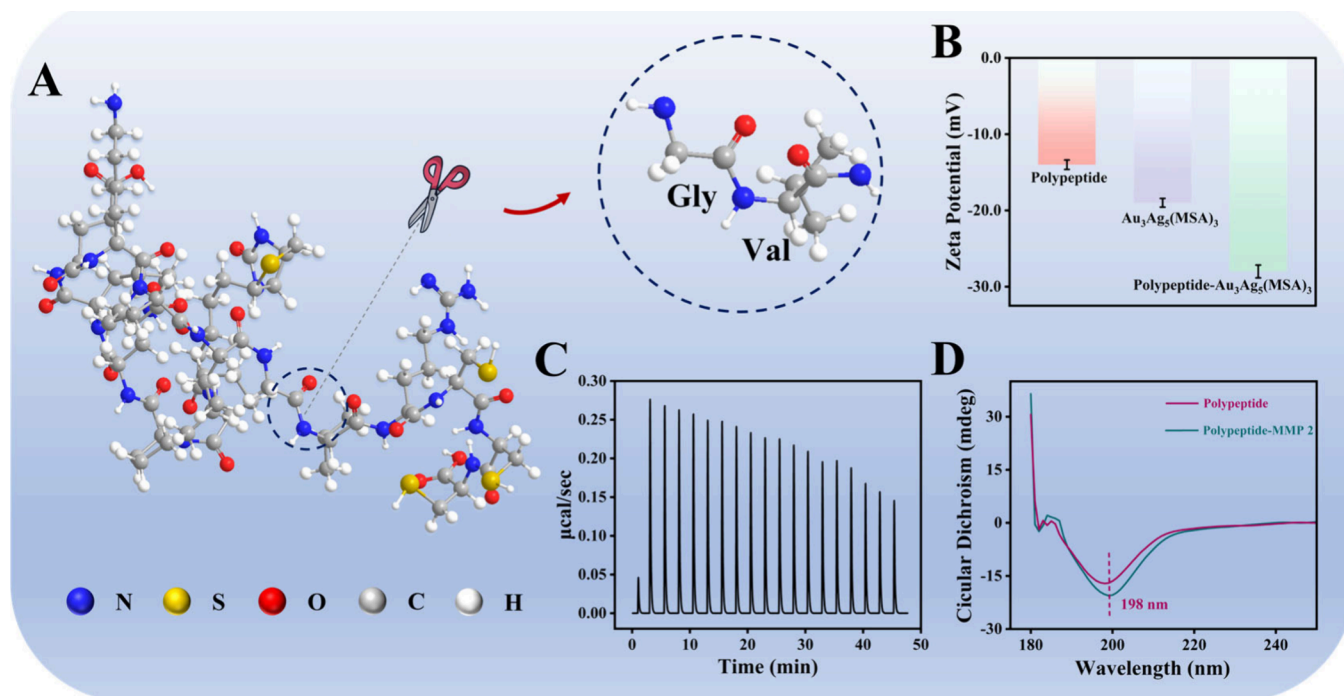 A
Gly
Val
N
S
O
C
H
B
Zeta Potential (mV)
0.0
-10.0
-20.0
-30.0
Polypeptide
Au₃Ag₅(MSA)₃
Polypeptide-Au₃Ag₅(MSA)₃
C
μcal/sec
0.30
0.25
0.20
0.15
0.10
0.05
0.00
0 10 20 30 40 50
Time (min)
D
Cicular Dichroism (mdeg)
30
15
0
-15
-30
Polypeptide
Polypeptide-MMP 2
198 nm
180 200 220 240
Wavelength (nm)